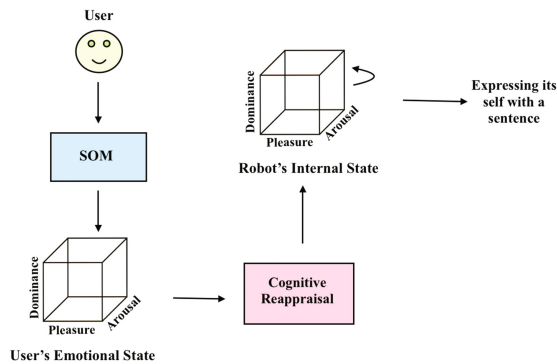 User
SOM
Dominance
Pleasure
Arousal
User's Emotional State
Cognitive
Reappraisal
Dominance
Pleasure
Arousal
Robot's Internal State
Expressing its
self with a
sentence